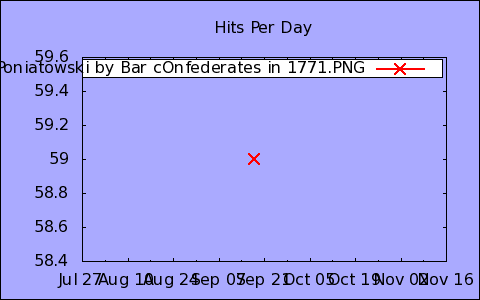 Hits Per Day
59.6
Poniatowski by Bar cOnfederates in 1771.PNG
59.4
59.2
59
58.8
58.6
58.4
Jul 27 Aug 10 Aug 24 Sep 07 Sep 21 Oct 05 Oct 19 Nov 02 Nov 16